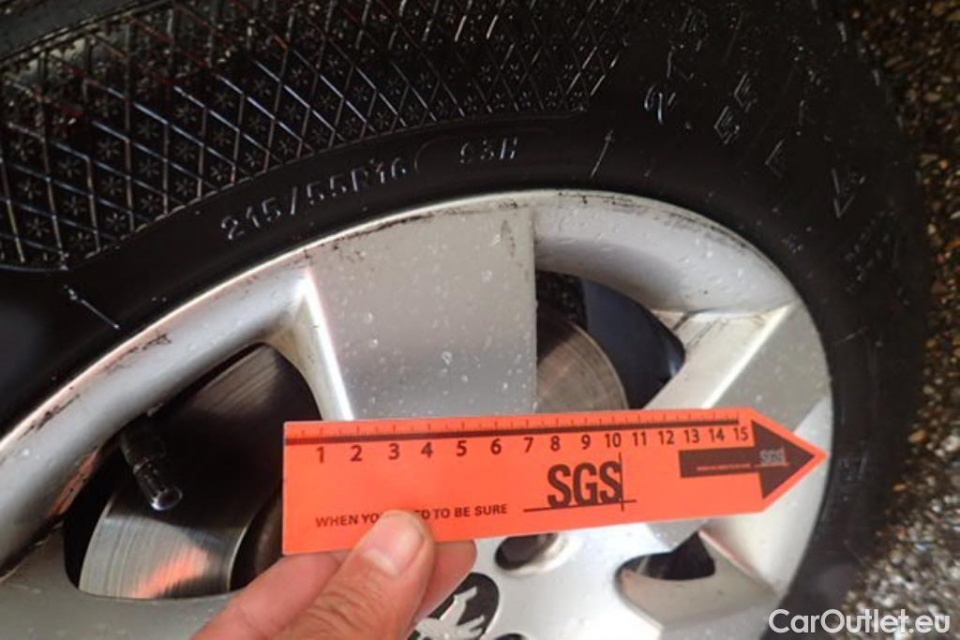 215/55R16 93H
1 2 3 4 5 6 7 8 9 10 11 12 13 14 15
SGS
SGS
WHEN YOU TO BE SURE
CarOutlet.eu